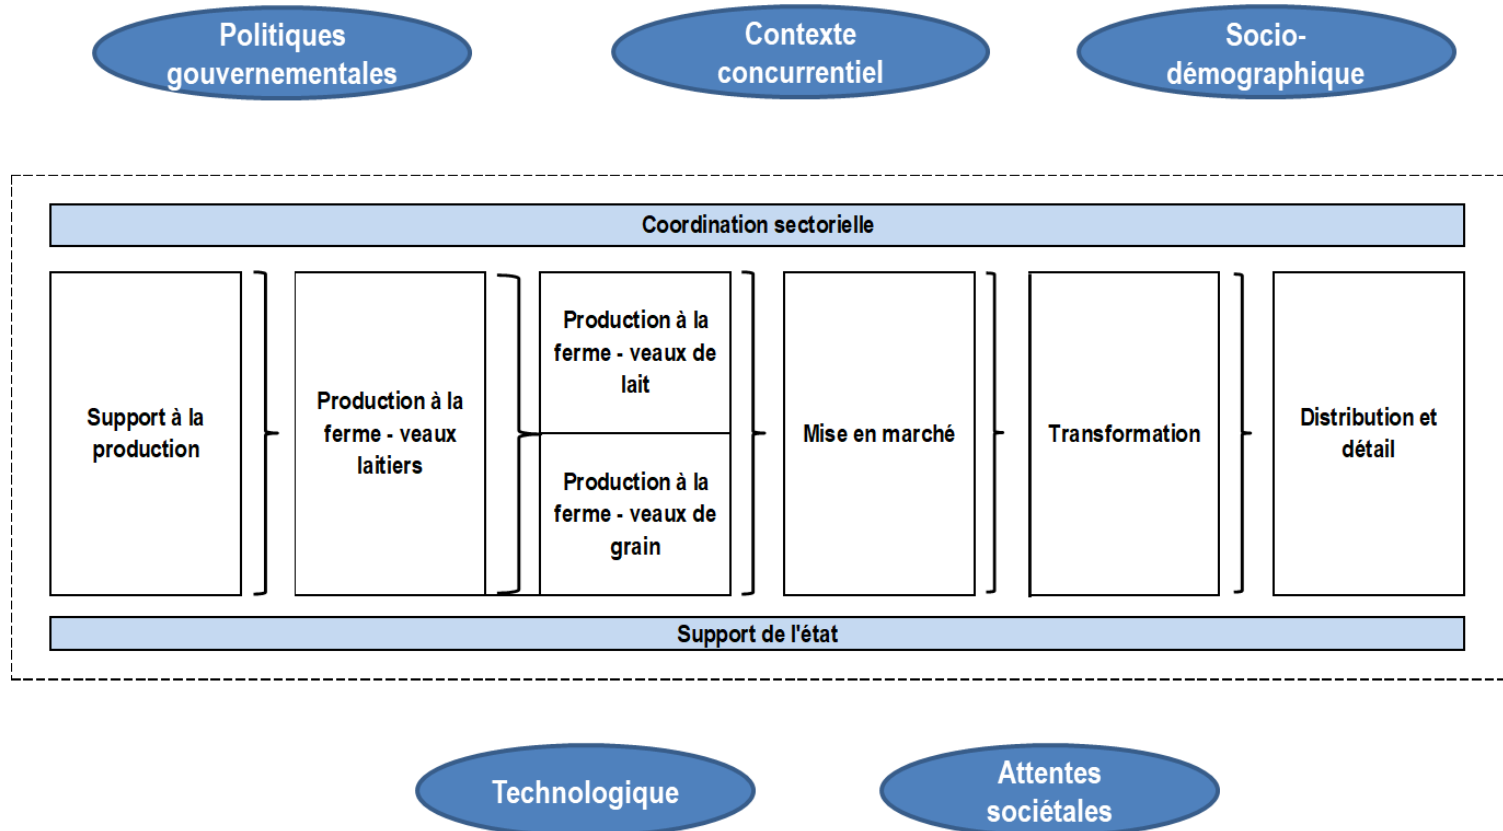 Politiques
gouvernementales
Contexte
concurrentiel
Socio-
démographique
Coordination sectorielle
Support à la
production
Production à la
ferme - veaux
laitiers
Production à la
ferme - veaux de
lait
Production à la
ferme - veaux de
grain
Mise en marché
Transformation
Distribution et
détail
Support de l'état
Technologique
Attentes
sociétales